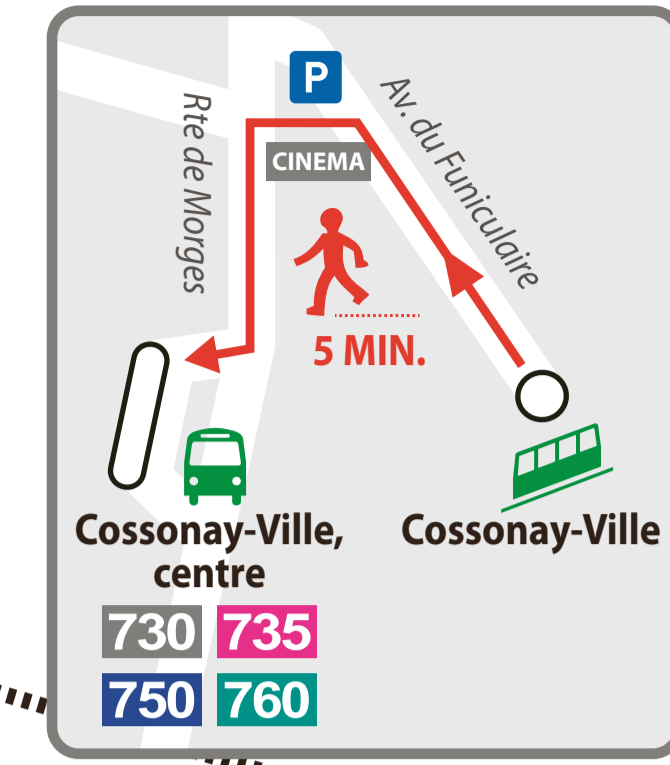 P
Rte de Morges
Av. du Funiculaire
CINEMA
5 MIN.
Cossonay-Ville,
centre
Cossonay-Ville
730 735
750 760